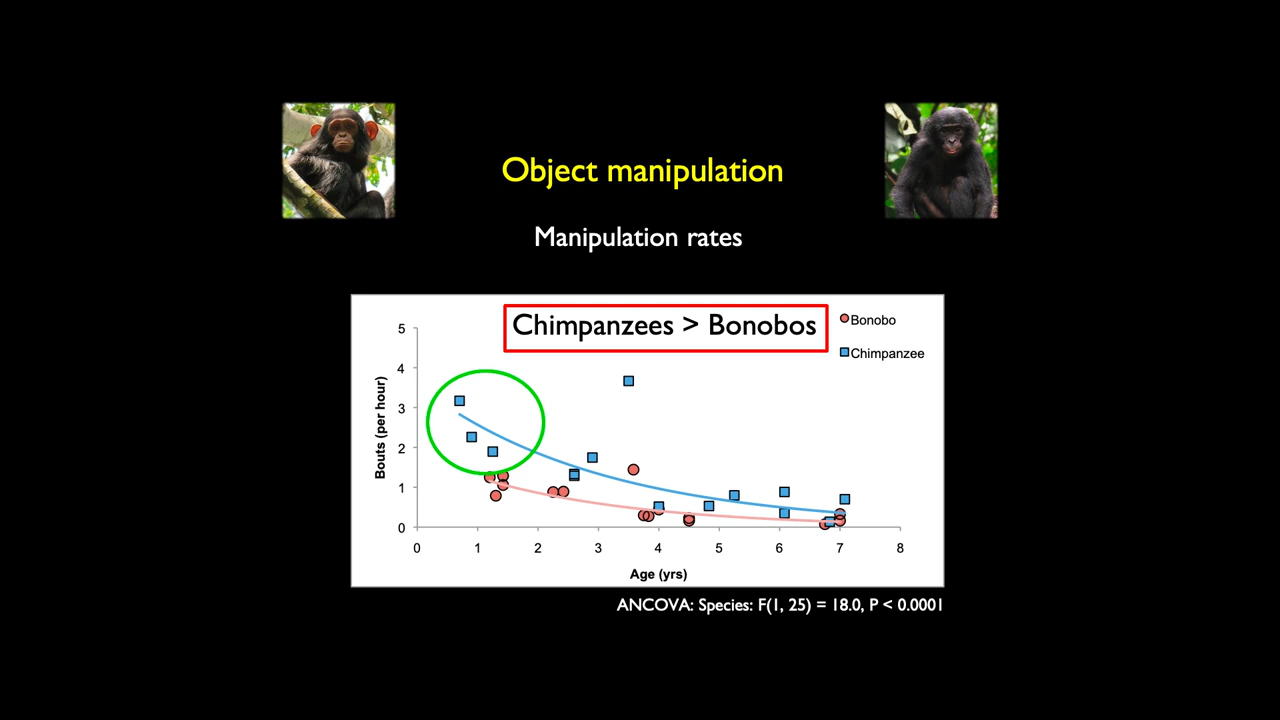 Object manipulation
Manipulation rates
Chimpanzees > Bonobos
Bonobo
Chimpanzee
5
4
3
2
1
0
Bouts (per hour)
0 1 2 3 4 5 6 7 8
Age (yrs)
ANCOVA: Species: F(1, 25) = 18.0, P < 0.0001